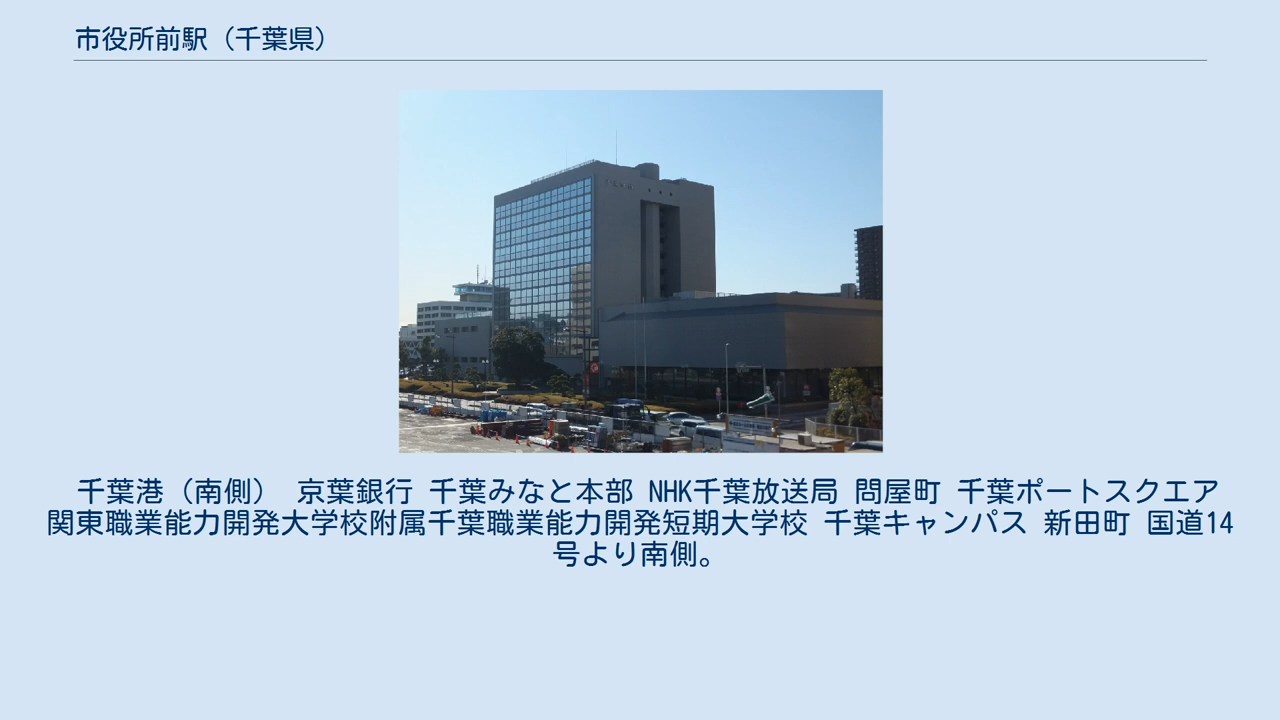 市役所前駅（千葉県）
千葉港（南側） 京葉銀行 千葉みなと本部 NHK千葉放送局 問屋町 千葉ポートスクエア
関東職業能力開発大学校附属千葉職業能力開発短期大学校 千葉キャンパス 新田町 国道14
号より南側。